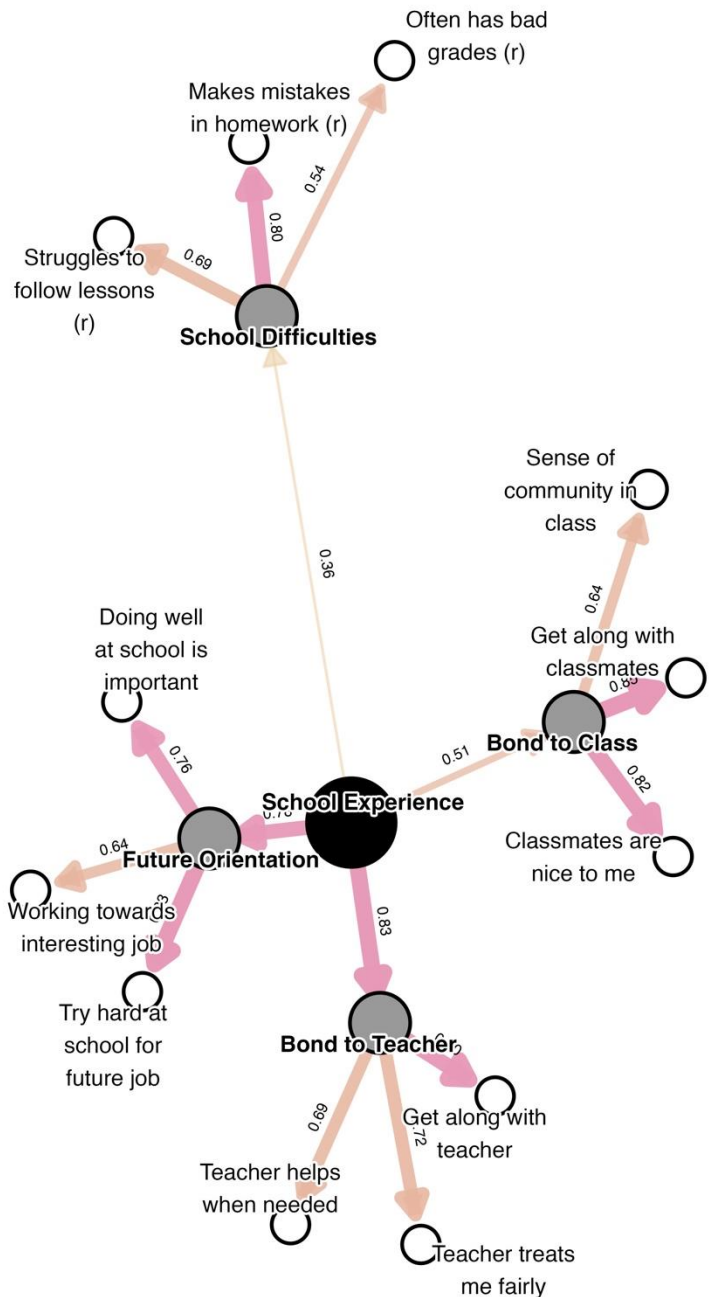 Often has bad
grades (r)
Makes mistakes
in homework (r)
0.54
0.80
0.69
Struggles to
follow lessons
(r)
School Difficulties
0.36
Sense of
community in
class
0.64
Doing well
at school is
important
Get along with
classmates
0.76
0.51
Bond to Class
0.82
School Experience
Future Orientation
0.64
Classmates are
nice to me
Working towards
interesting job
0.83
Try hard at
school for
future job
Bond to Teacher
0.69
0.72
Get along with
teacher
Teacher helps
when needed
Teacher treats
me fairly